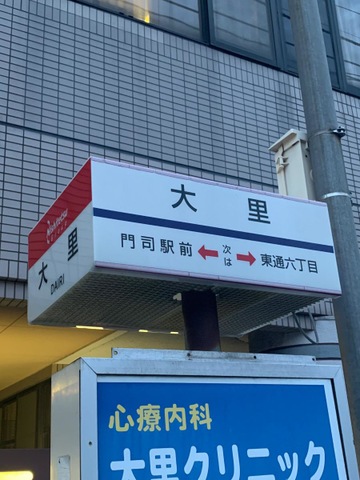 Nishitetsu
大里
DAIRI
大里
門司駅前 ← 次は → 東通六丁目
心療内科
大里クリニック